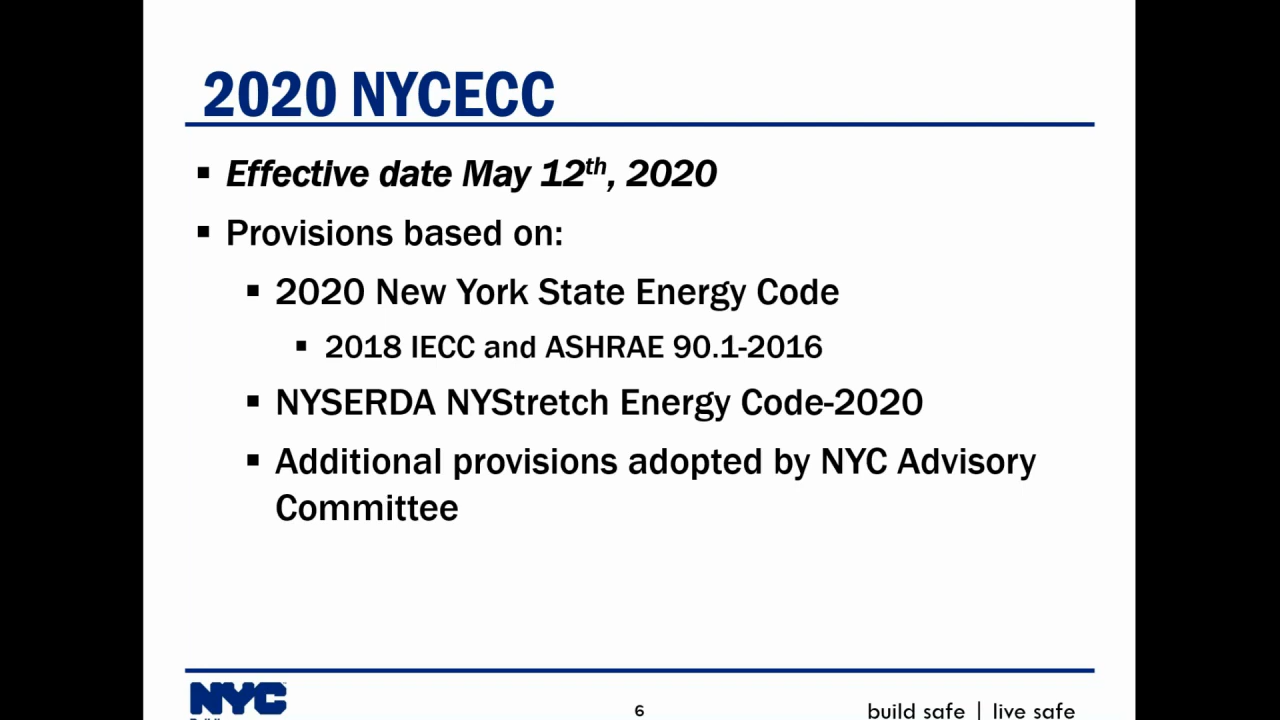 2020 NYCECC
▪ Effective date May 12th, 2020
▪ Provisions based on:
▪ 2020 New York State Energy Code
▪ 2018 IECC and ASHRAE 90.1-2016
▪ NYSERDA NYStretch Energy Code-2020
▪ Additional provisions adopted by NYC Advisory
Committee
NYC
6
build safe | live safe